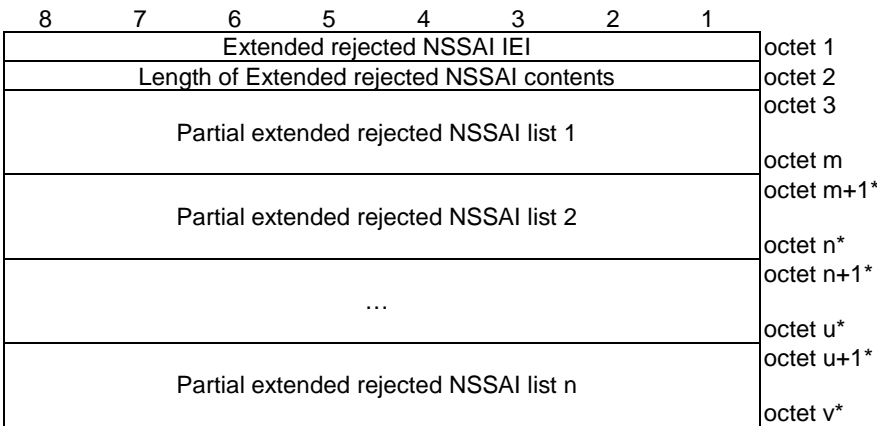 8 7 6 5 4 3 2 1
Extended rejected NSSAI IEI octet 1
Length of Extended rejected NSSAI contents octet 2
octet 3
Partial extended rejected NSSAI list 1
octet m
octet m+1*
Partial extended rejected NSSAI list 2
octet n*
octet n+1*
…
octet u*
octet u+1*
Partial extended rejected NSSAI list n
octet v*